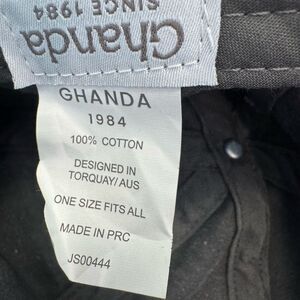 Ghanda
SINCE 1984
GHANDA
1984
100% COTTON
DESIGNED IN
TORQUAY/ AUS
ONE SIZE FITS ALL
MADE IN PRC
JS00444